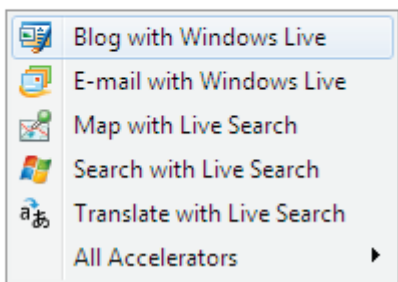 Blog with Windows Live
E-mail with Windows Live
Map with Live Search
Search with Live Search
Translate with Live Search
All Accelerators